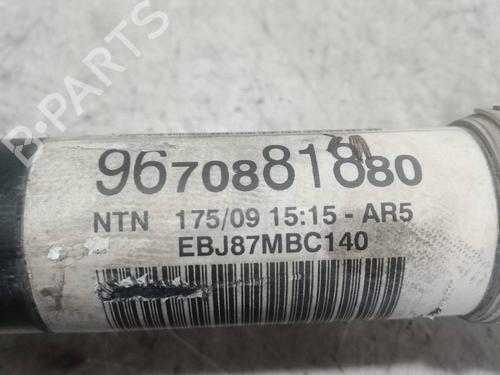 9670881880
NTN 175/09 15:15 - AR5
EBJ87MBC140
B-PARTS